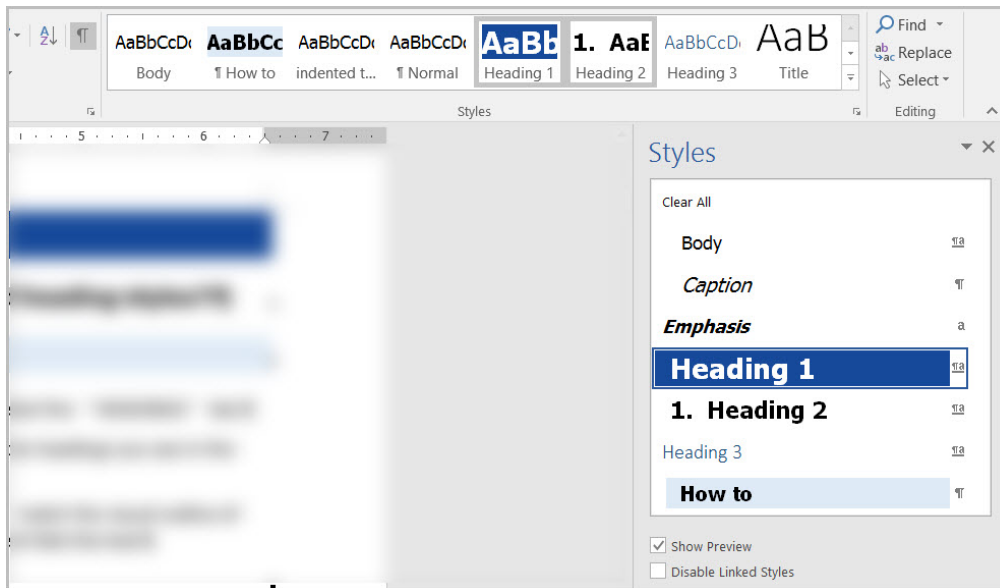 AaBbCcDc AaBbCc AaBbCcDc AaBbCcDc AaBb 1. AaB AaBbCcDc AaB
Body ¶ How to indented t... ¶ Normal Heading 1 Heading 2 Heading 3 Title
Find
Replace
Select
Styles Editing
5 6 7
Styles
Clear All
Body ¶a
Caption ¶
Emphasis a
Heading 1 ¶a
1. Heading 2 ¶a
Heading 3 ¶a
How to ¶
Show Preview
Disable Linked Styles